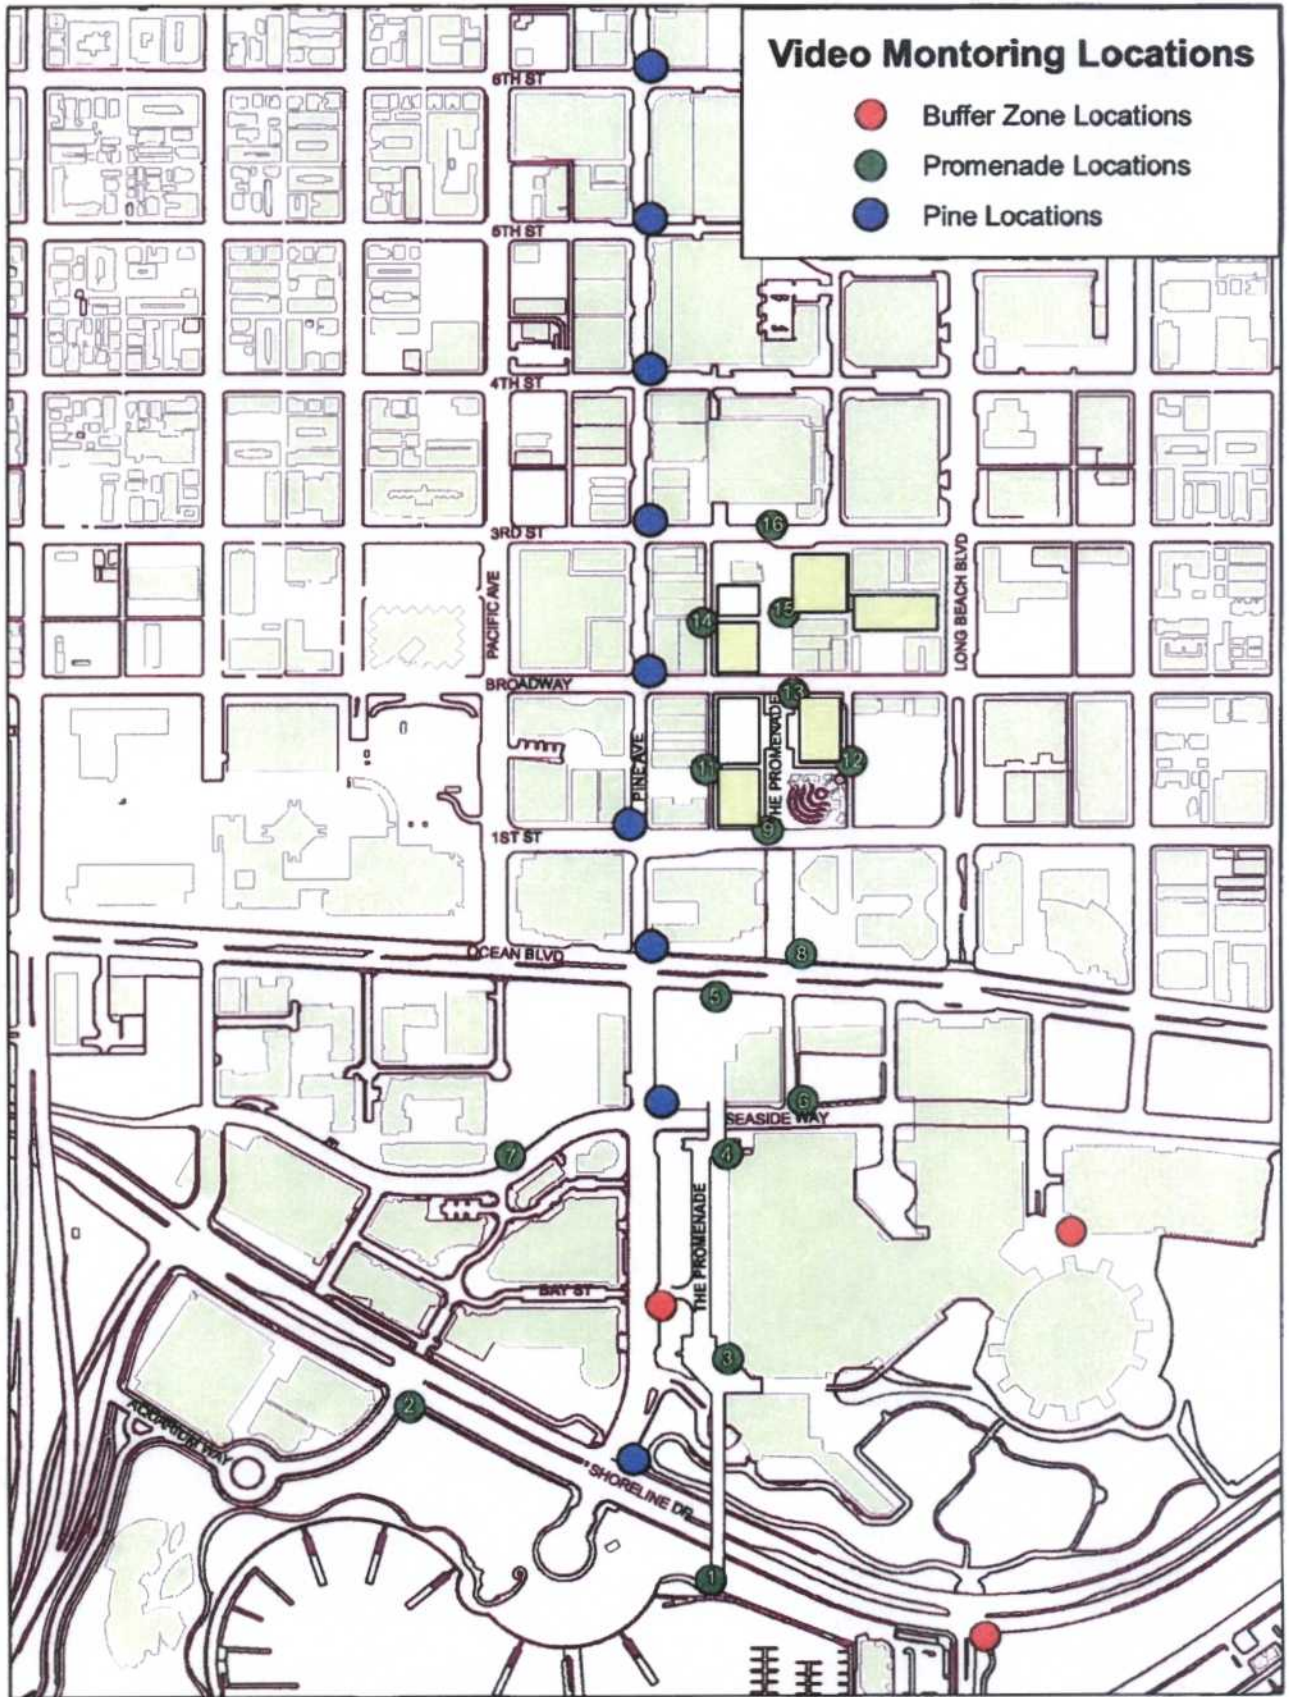 Video Montoring Locations
Buffer Zone Locations
Promenade Locations
Pine Locations
6TH ST
5TH ST
4TH ST
3RD ST
16
PACIFIC AVE
LONG BEACH BLVD
15
14
BROADWAY
13
THE PROMENADE
PINE AVE
12
11
9
1ST ST
OCEAN BLVD
8
5
6
SEASIDE WAY
7
4
THE PROMENADE
BAY ST
3
2
AQUARIUM WAY
SHORELINE DR
1